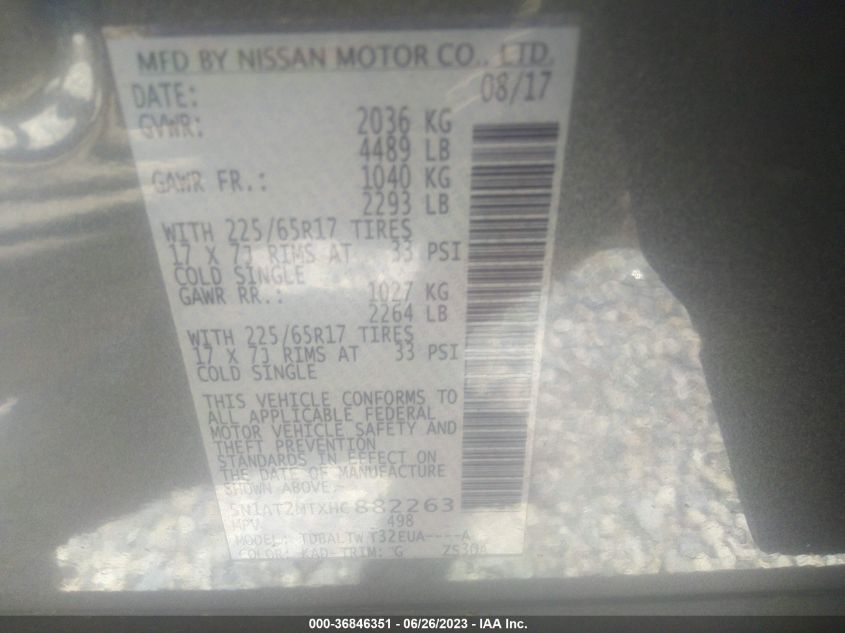 MFD BY NISSAN MOTOR CO., LTD.
DATE: 08/17
GVWR: 2036 KG
4489 LB
GAWR FR.: 1040 KG
2293 LB
WITH 225/65R17 TIRES
17 X 7J RIMS AT 33 PSI
COLD SINGLE
GAWR RR.: 1027 KG
2264 LB
WITH 225/65R17 TIRES
17 X 7J RIMS AT 33 PSI
COLD SINGLE
THIS VEHICLE CONFORMS TO
ALL APPLICABLE FEDERAL
MOTOR VEHICLE SAFETY AND
THEFT PREVENTION
STANDARDS IN EFFECT ON
THE DATE OF MANUFACTURE
SHOWN ABOVE.
5N1AT2MTXHC882263
MPV 498
MODEL: TDBALTW T32EUA----A
COLOR: KAD TRIM: G
000-36846351 - 06/26/2023 - IAA Inc.